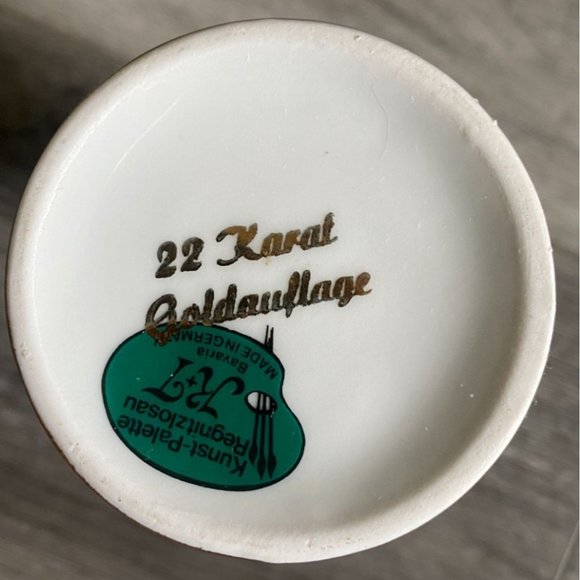 22 Karat
Goldauflage
Kunst-Palette
Regnitzlosau
R+T
Bavaria
MADE IN GERMANY